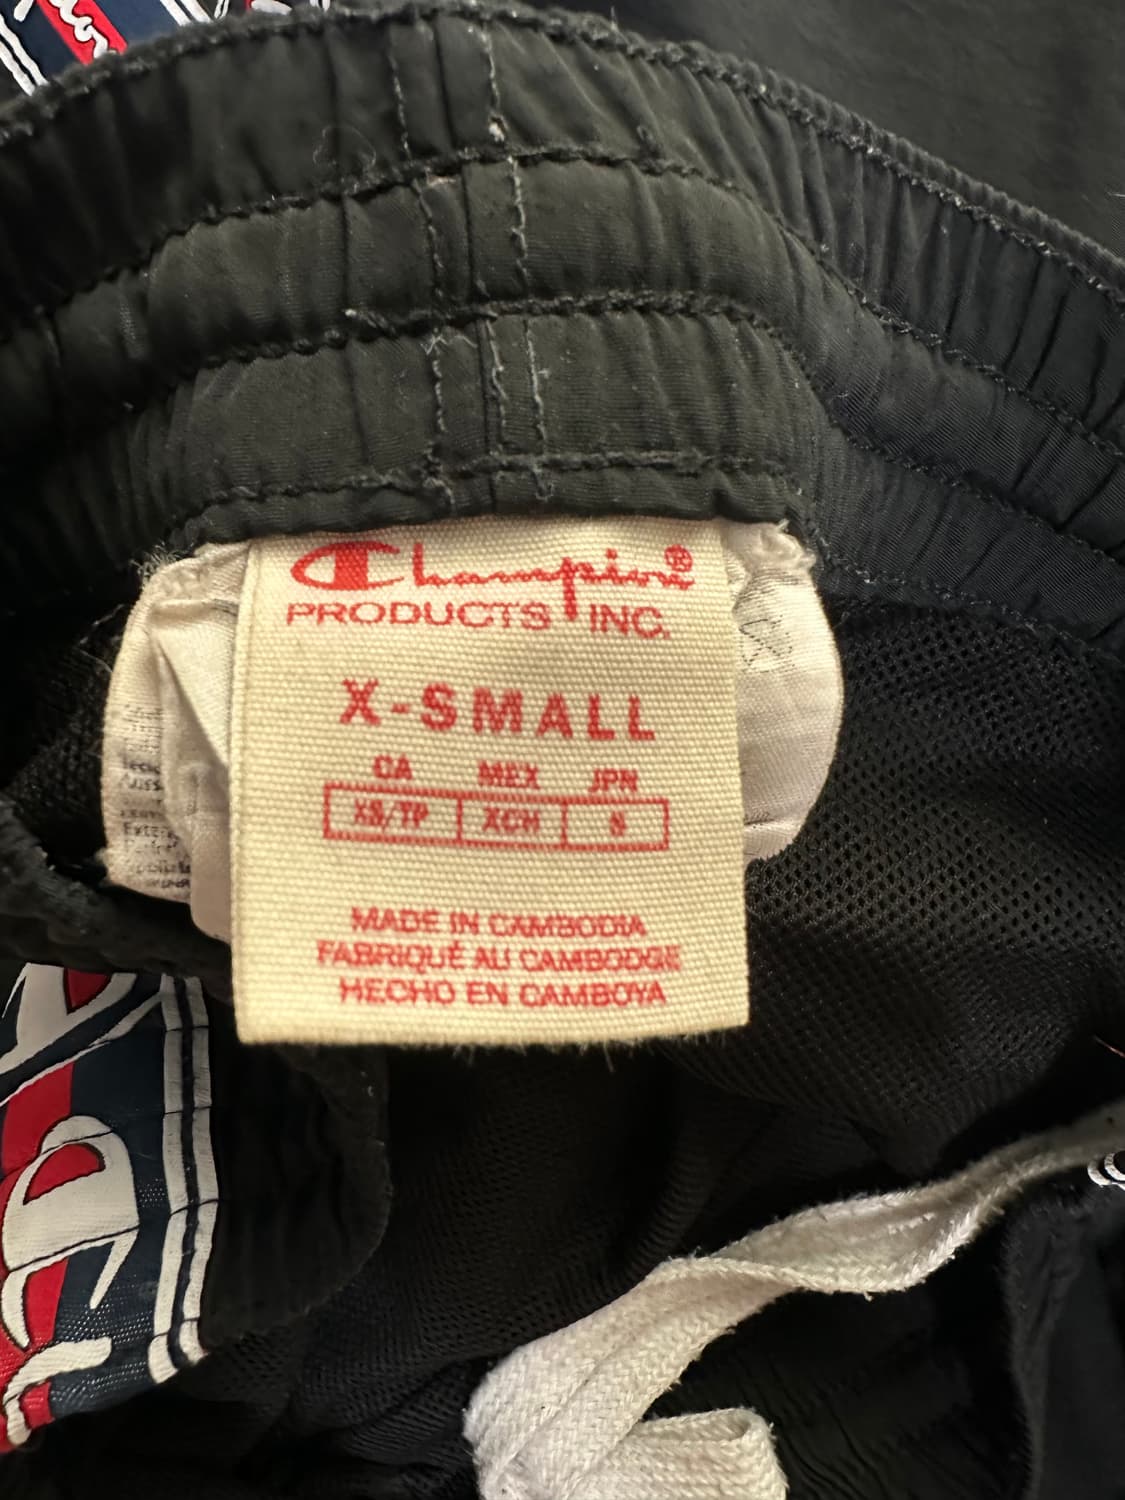 Champion®
PRODUCTS INC.
X-SMALL
CA MEX JPN
XS/TP XCH S
MADE IN CAMBODIA
FABRIQUÉ AU CAMBODGE
HECHO EN CAMBOYA